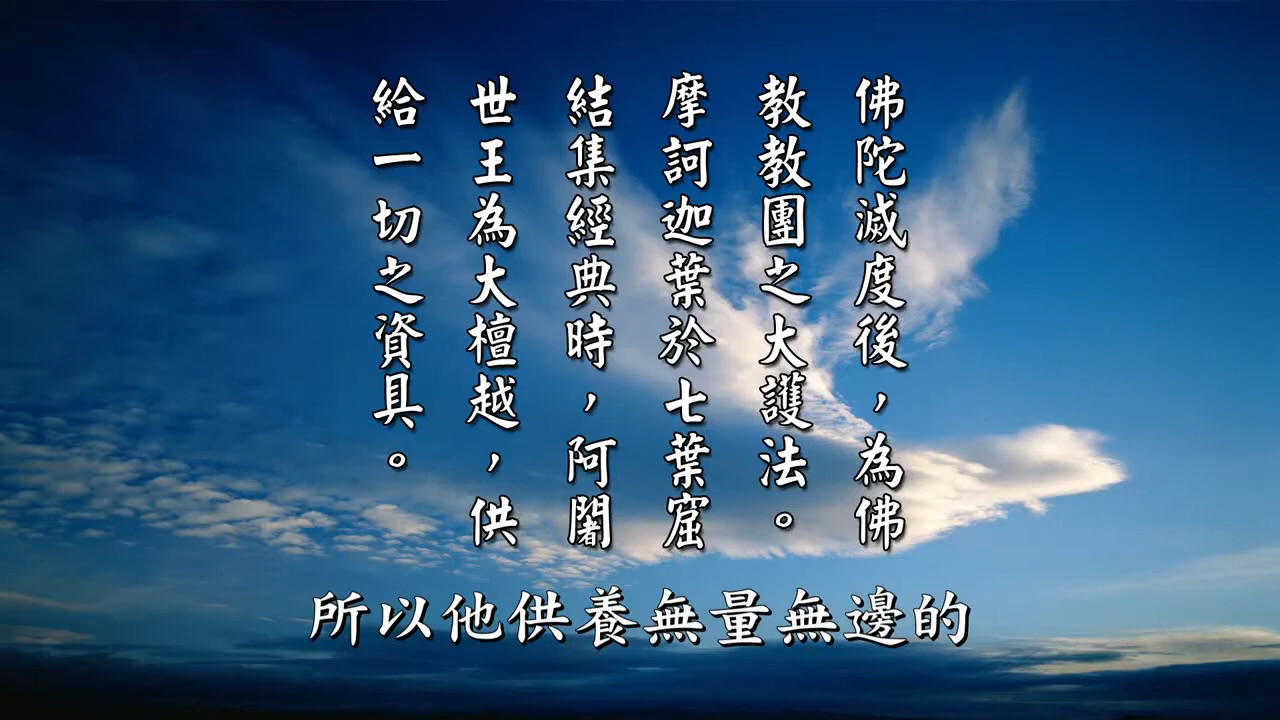 佛陀滅度後，為佛
教教團之大護法。
摩訶迦葉於七葉窟
結集經典時，阿闍
世王為大檀越，供
給一切之資具。
所以他供養無量無邊的